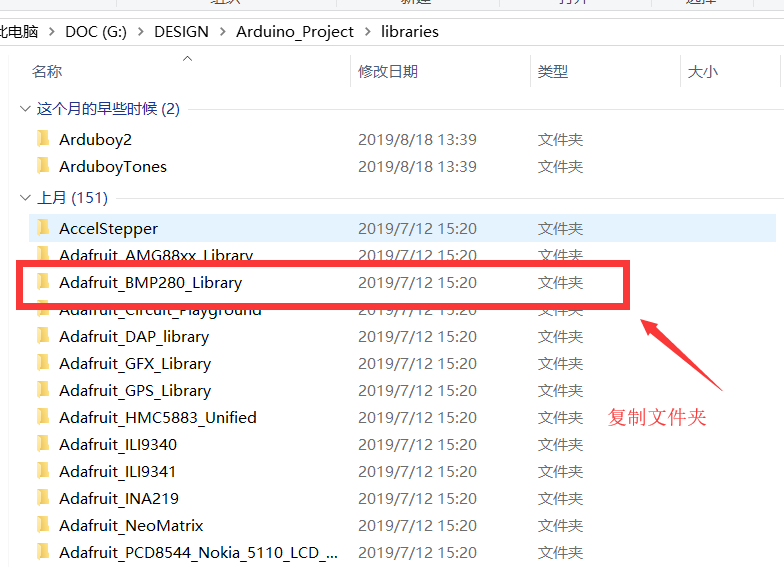 此电脑 > DOC (G:) > DESIGN > Arduino_Project > libraries
名称 修改日期 类型 大小
这个月的早些时候 (2)
Arduboy2 2019/8/18 13:39 文件夹
ArduboyTones 2019/8/18 13:39 文件夹
上月 (151)
AccelStepper 2019/7/12 15:20 文件夹
Adafruit_AMG88xx_Library 2019/7/12 15:20 文件夹
Adafruit_BMP280_Library 2019/7/12 15:20 文件夹
Adafruit_Circuit_Playground 2019/7/12 15:20 文件夹
Adafruit_DAP_library 2019/7/12 15:20 文件夹
Adafruit_GFX_Library 2019/7/12 15:20 文件夹
Adafruit_GPS_Library 2019/7/12 15:20 文件夹
Adafruit_HMC5883_Unified 2019/7/12 15:20 文件夹
复制文件夹
Adafruit_ILI9340 2019/7/12 15:20 文件夹
Adafruit_ILI9341 2019/7/12 15:20 文件夹
Adafruit_INA219 2019/7/12 15:20 文件夹
Adafruit_NeoMatrix 2019/7/12 15:20 文件夹
Adafruit_PCD8544_Nokia_5110_LCD_... 2019/7/12 15:20 文件夹